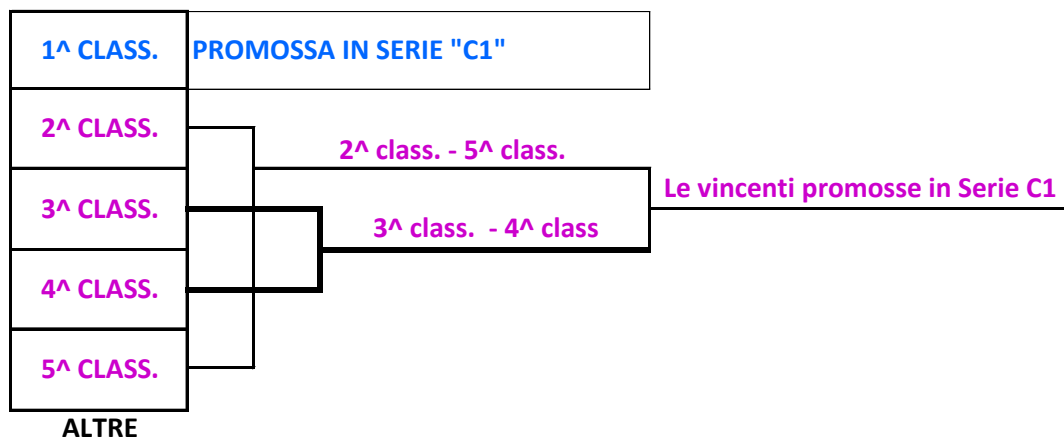 1^ CLASS. PROMOSSA IN SERIE "C1"
2^ CLASS.
2^ class. - 5^ class.
Le vincenti promosse in Serie C1
3^ CLASS.
3^ class.  - 4^ class
4^ CLASS.
5^ CLASS.
ALTRE